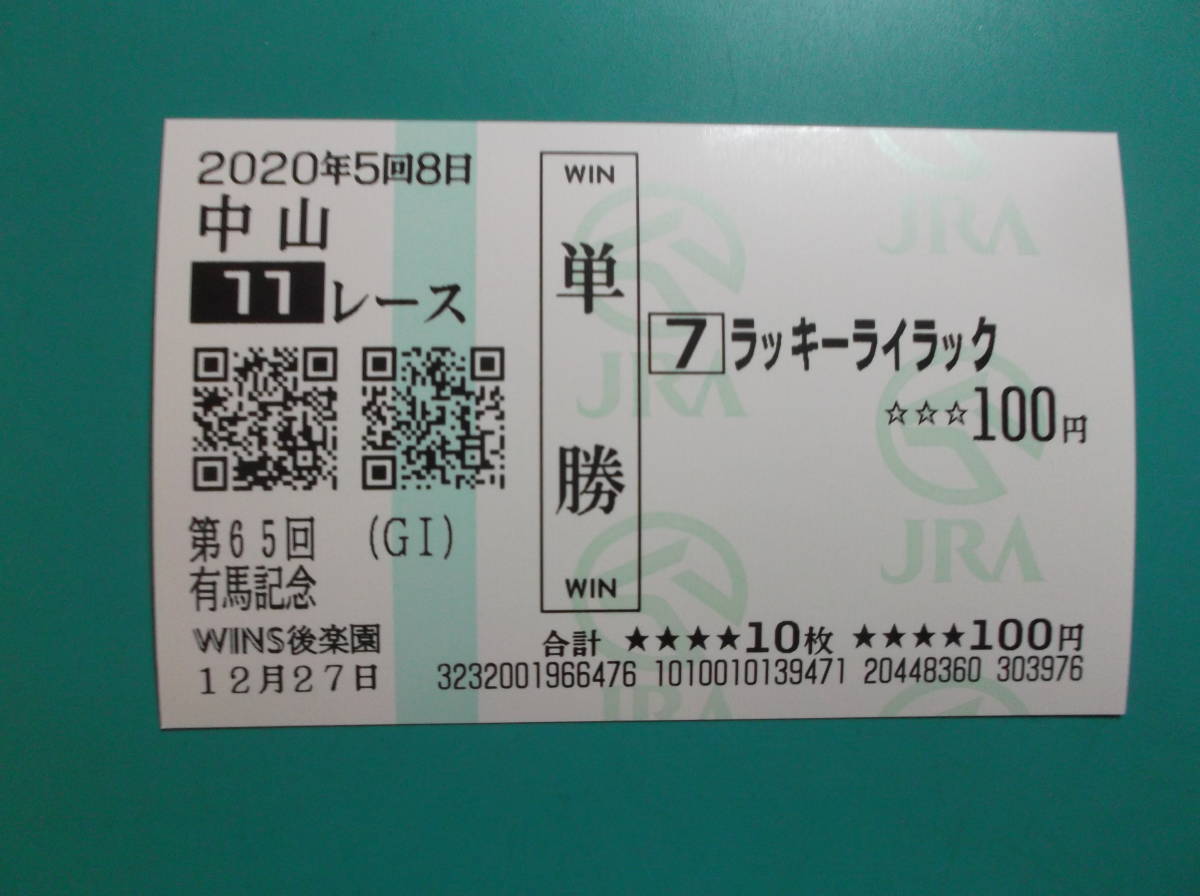 2020年5回8日
中山
11レース
第65回 (GI)
有馬記念
WINS後楽園
12月27日
WIN
単勝
WIN
7 ラッキーライラック
☆☆☆100円
合計 ★★★★10枚 ★★★★100円
3232001966476 1010010139471 20448360 303976
JRA
JRA
JRA
JRA